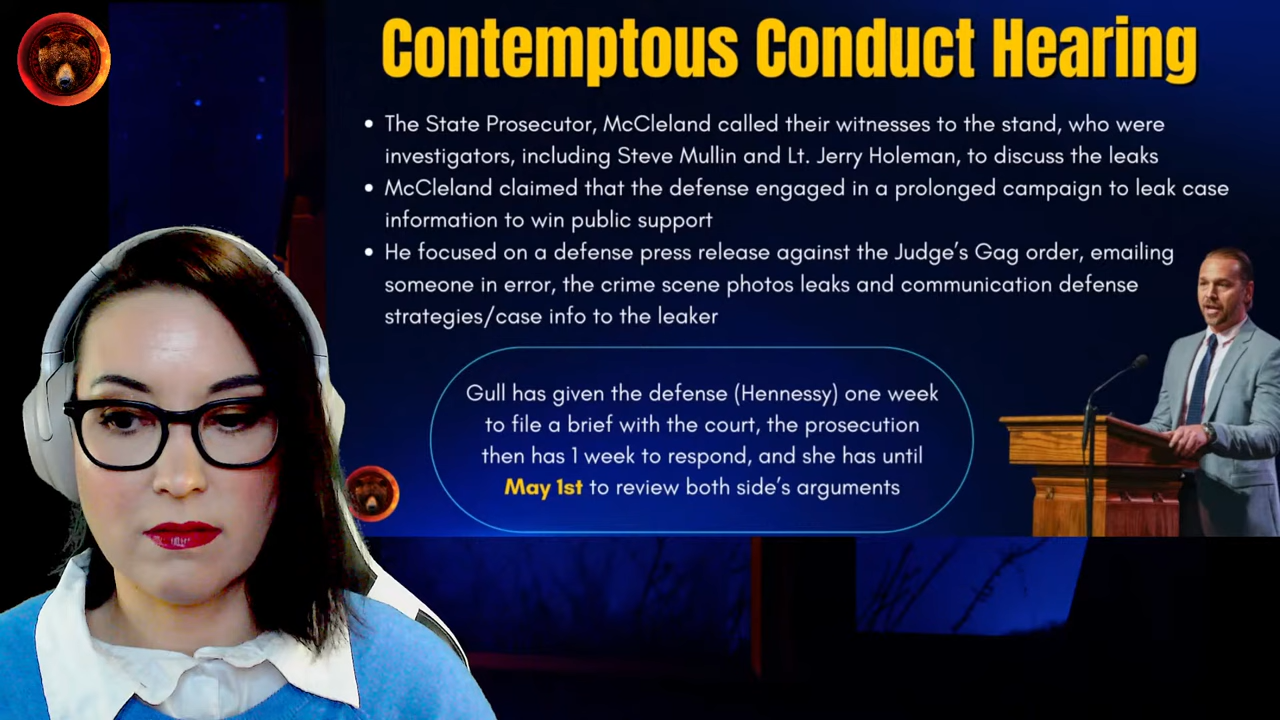 Contemptous Conduct Hearing
• The State Prosecutor, McCleland called their witnesses to the stand, who were
investigators, including Steve Mullin and Lt. Jerry Holeman, to discuss the leaks
• McCleland claimed that the defense engaged in a prolonged campaign to leak case
information to win public support
• He focused on a defense press release against the Judge’s Gag order, emailing
someone in error, the crime scene photos leaks and communication defense
strategies/case info to the leaker
Gull has given the defense (Hennessy) one week
to file a brief with the court, the prosecution
then has 1 week to respond, and she has until
May 1st to review both side’s arguments